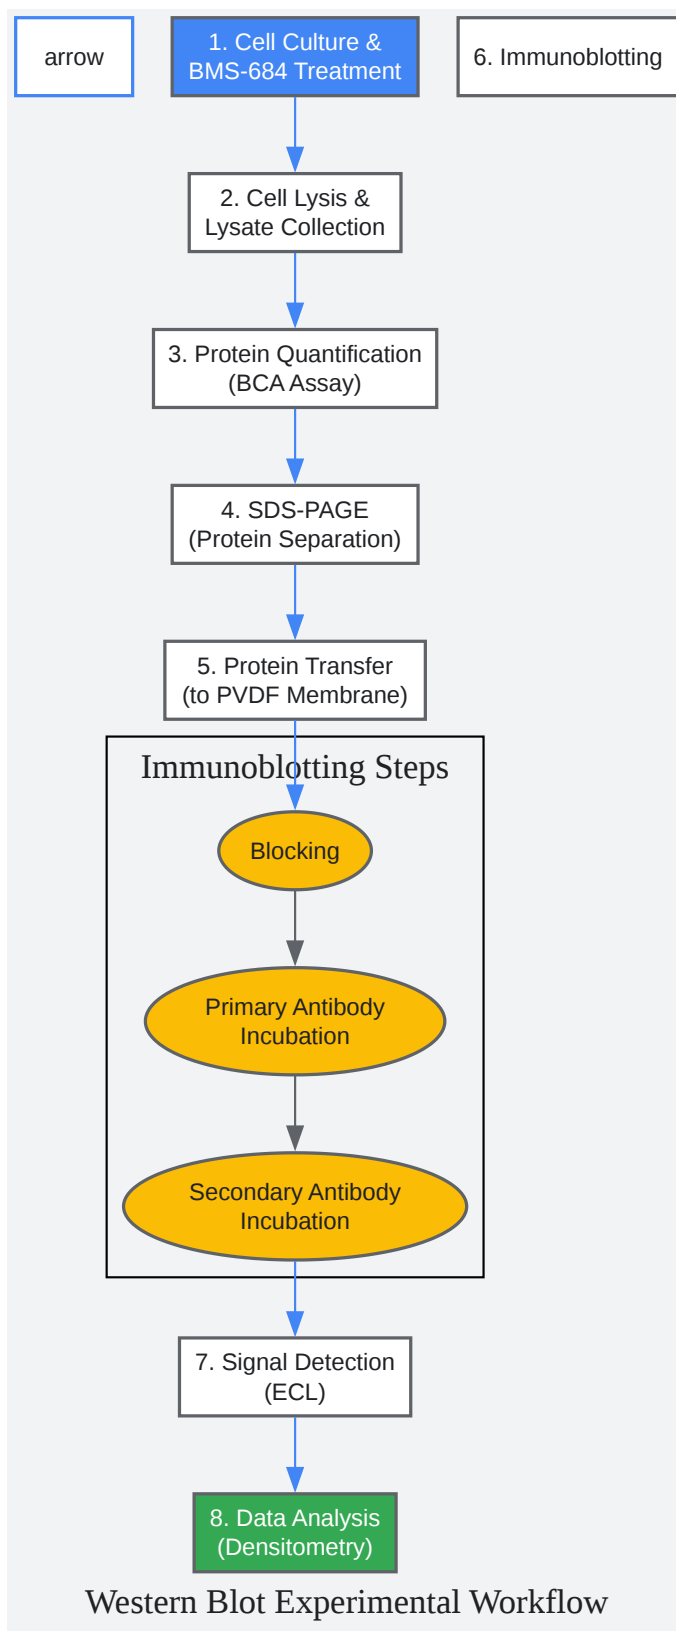 arrow
1. Cell Culture &
BMS-684 Treatment
6. Immunoblotting
2. Cell Lysis &
Lysate Collection
3. Protein Quantification
(BCA Assay)
4. SDS-PAGE
(Protein Separation)
5. Protein Transfer
(to PVDF Membrane)
Immunoblotting Steps
Blocking
Primary Antibody
Incubation
Secondary Antibody
Incubation
7. Signal Detection
(ECL)
8. Data Analysis
(Densitometry)
Western Blot Experimental Workflow